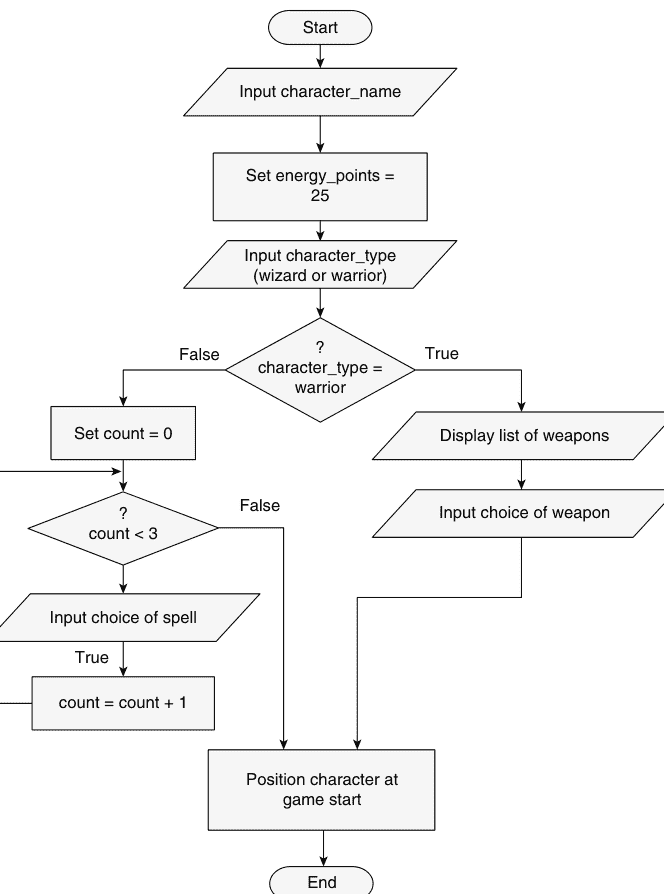 Start
Input character_name
Set energy_points =
25
Input character_type
(wizard or warrior)
?
character_type =
warrior
False
True
Set count = 0
Display list of weapons
?
count < 3
False
Input choice of weapon
Input choice of spell
True
count = count + 1
Position character at
game start
End